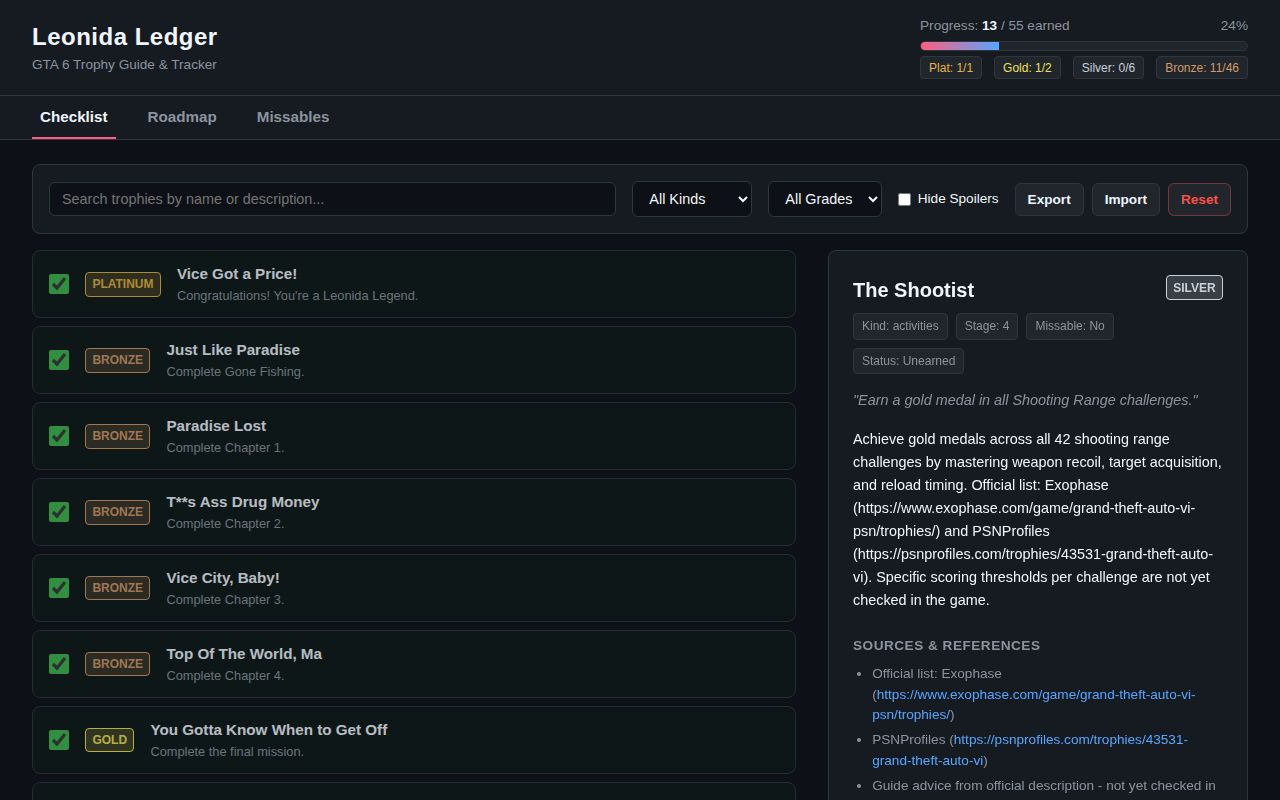 Leonida Ledger
GTA 6 Trophy Guide & Tracker
Progress: 13 / 55 earned
24%
Plat: 1/1
Gold: 1/2
Silver: 0/6
Bronze: 11/46
Checklist
Roadmap
Missables
Search trophies by name or description...
All Kinds
All Grades
Hide Spoilers
Export
Import
Reset
PLATINUM
Vice Got a Price!
Congratulations! You're a Leonida Legend.
BRONZE
Just Like Paradise
Complete Gone Fishing.
BRONZE
Paradise Lost
Complete Chapter 1.
BRONZE
T**s Ass Drug Money
Complete Chapter 2.
BRONZE
Vice City, Baby!
Complete Chapter 3.
BRONZE
Top Of The World, Ma
Complete Chapter 4.
GOLD
You Gotta Know When to Get Off
Complete the final mission.
The Shootist
SILVER
Kind: activities
Stage: 4
Missable: No
Status: Unearned
"Earn a gold medal in all Shooting Range challenges."
Achieve gold medals across all 42 shooting range
challenges by mastering weapon recoil, target acquisition,
and reload timing. Official list: Exophase
(https://www.exophase.com/game/grand-theft-auto-vi-
psn/trophies/) and PSNProfiles
(https://psnprofiles.com/trophies/43531-grand-theft-auto-
vi). Specific scoring thresholds per challenge are not yet
checked in the game.
SOURCES & REFERENCES
• Official list: Exophase
(https://www.exophase.com/game/grand-theft-auto-vi-
psn/trophies/)
• PSNProfiles (https://psnprofiles.com/trophies/43531-
grand-theft-auto-vi)
• Guide advice from official description - not yet checked in